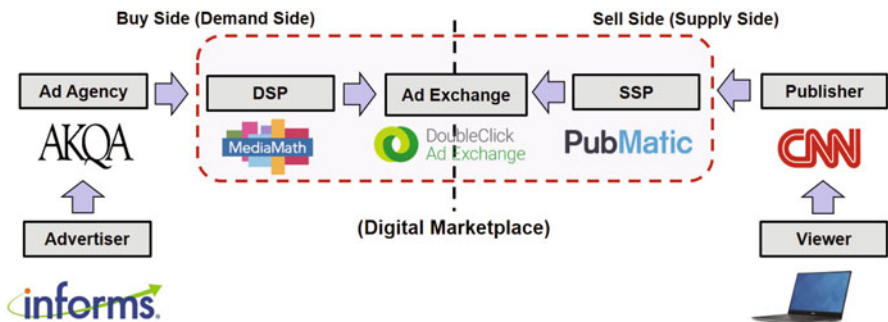 Buy Side (Demand Side)
Sell Side (Supply Side)
Ad Agency
DSP
Ad Exchange
SSP
Publisher
AKQA
MediaMath
DoubleClick
Ad Exchange
PubMatic
CNN
Advertiser
(Digital Marketplace)
Viewer
informs.